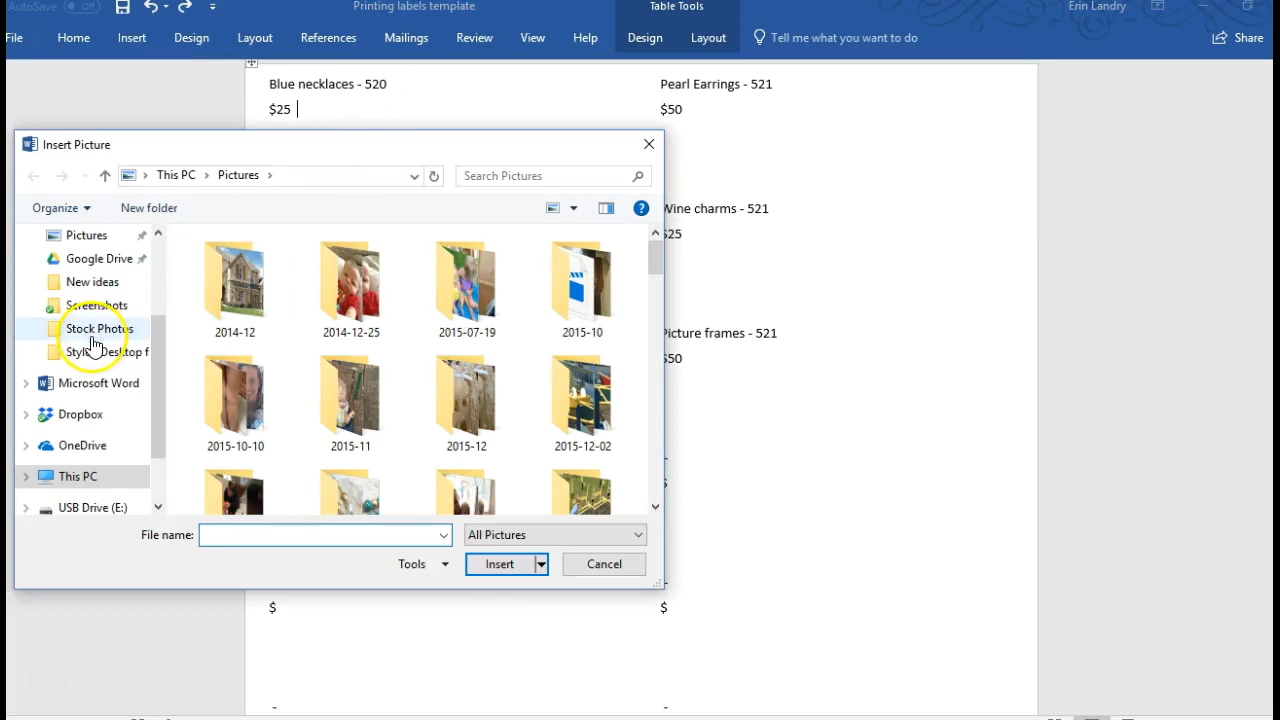 AutoSave Off
Printing labels template
Table Tools
Erin Landry
File Home Insert Design Layout References Mailings Review View Help Design Layout Tell me what you want to do Share
Blue necklaces - 520
$25
Pearl Earrings - 521
$50
Wine charms - 521
$25
Picture frames - 521
$50
-
$
-
$
$
-
-
Insert Picture
This PC > Pictures >
Search Pictures
Organize
New folder
Pictures
Google Drive
New ideas
Screenshots
Stock Photos
Desktop f
Microsoft Word
Dropbox
OneDrive
This PC
USB Drive (E:)
2014-12
2014-12-25
2015-07-19
2015-10
2015-10-10
2015-11
2015-12
2015-12-02
File name:
All Pictures
Tools
Insert
Cancel